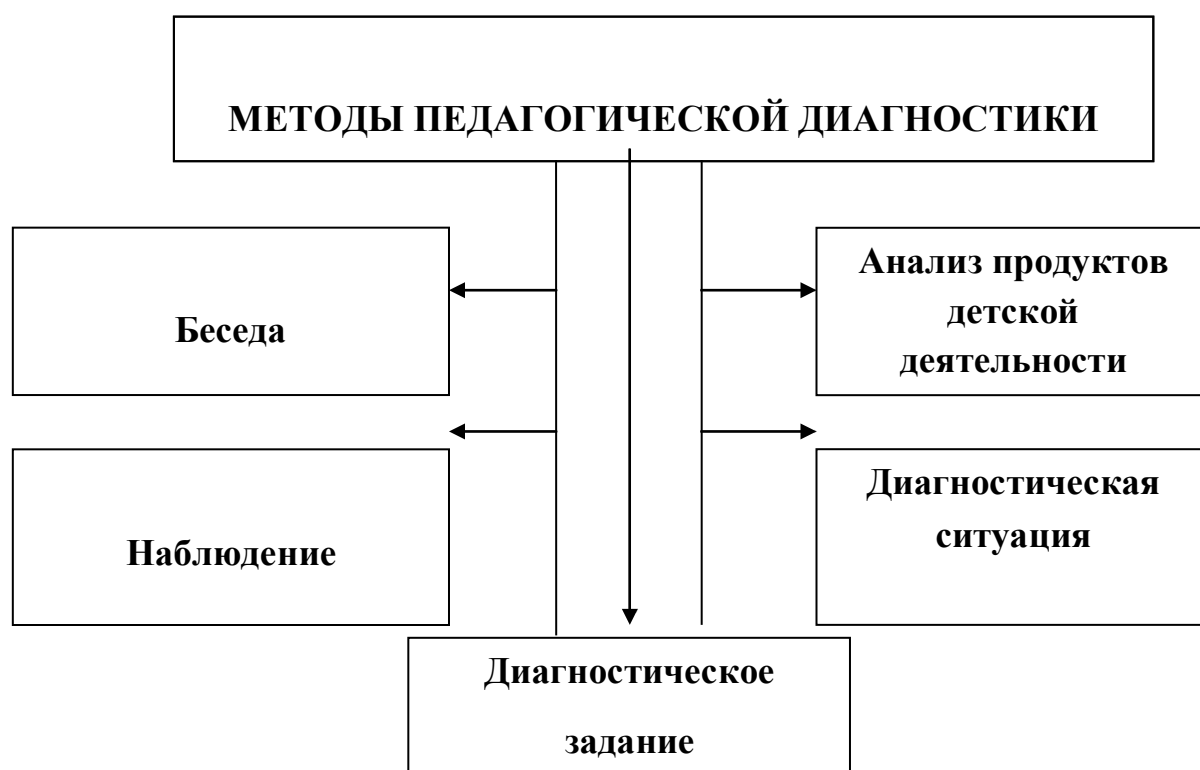 МЕТОДЫ ПЕДАГОГИЧЕСКОЙ ДИАГНОСТИКИ
Беседа
Анализ продуктов
детской
деятельности
Наблюдение
Диагностическая
ситуация
Диагностическое
задание